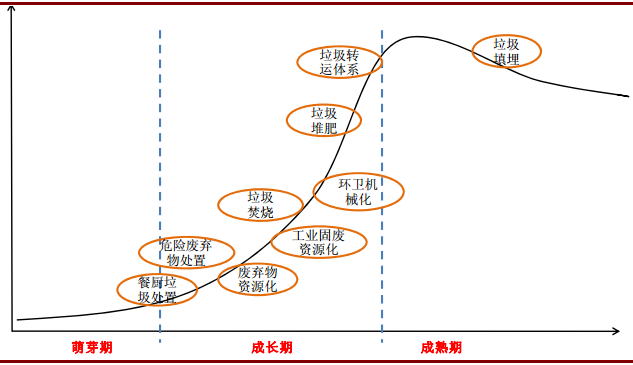 垃圾转
运体系
垃圾
填埋
垃圾
堆肥
环卫机
械化
垃圾
焚烧
工业固废
资源化
危险废弃
物处置
废弃物
资源化
餐厨垃
圾处置
萌芽期
成长期
成熟期